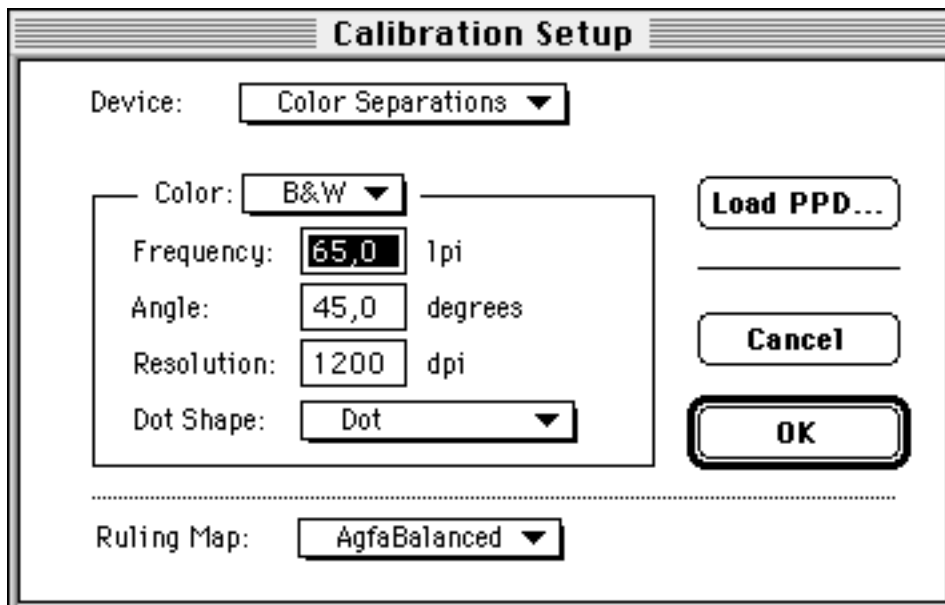 Calibration Setup
Device: Color Separations
Color: B&W
Load PPD...
Frequency: 65,0 lpi
Angle: 45,0 degrees
Cancel
Resolution: 1200 dpi
Dot Shape: Dot
OK
Ruling Map: AgfaBalanced